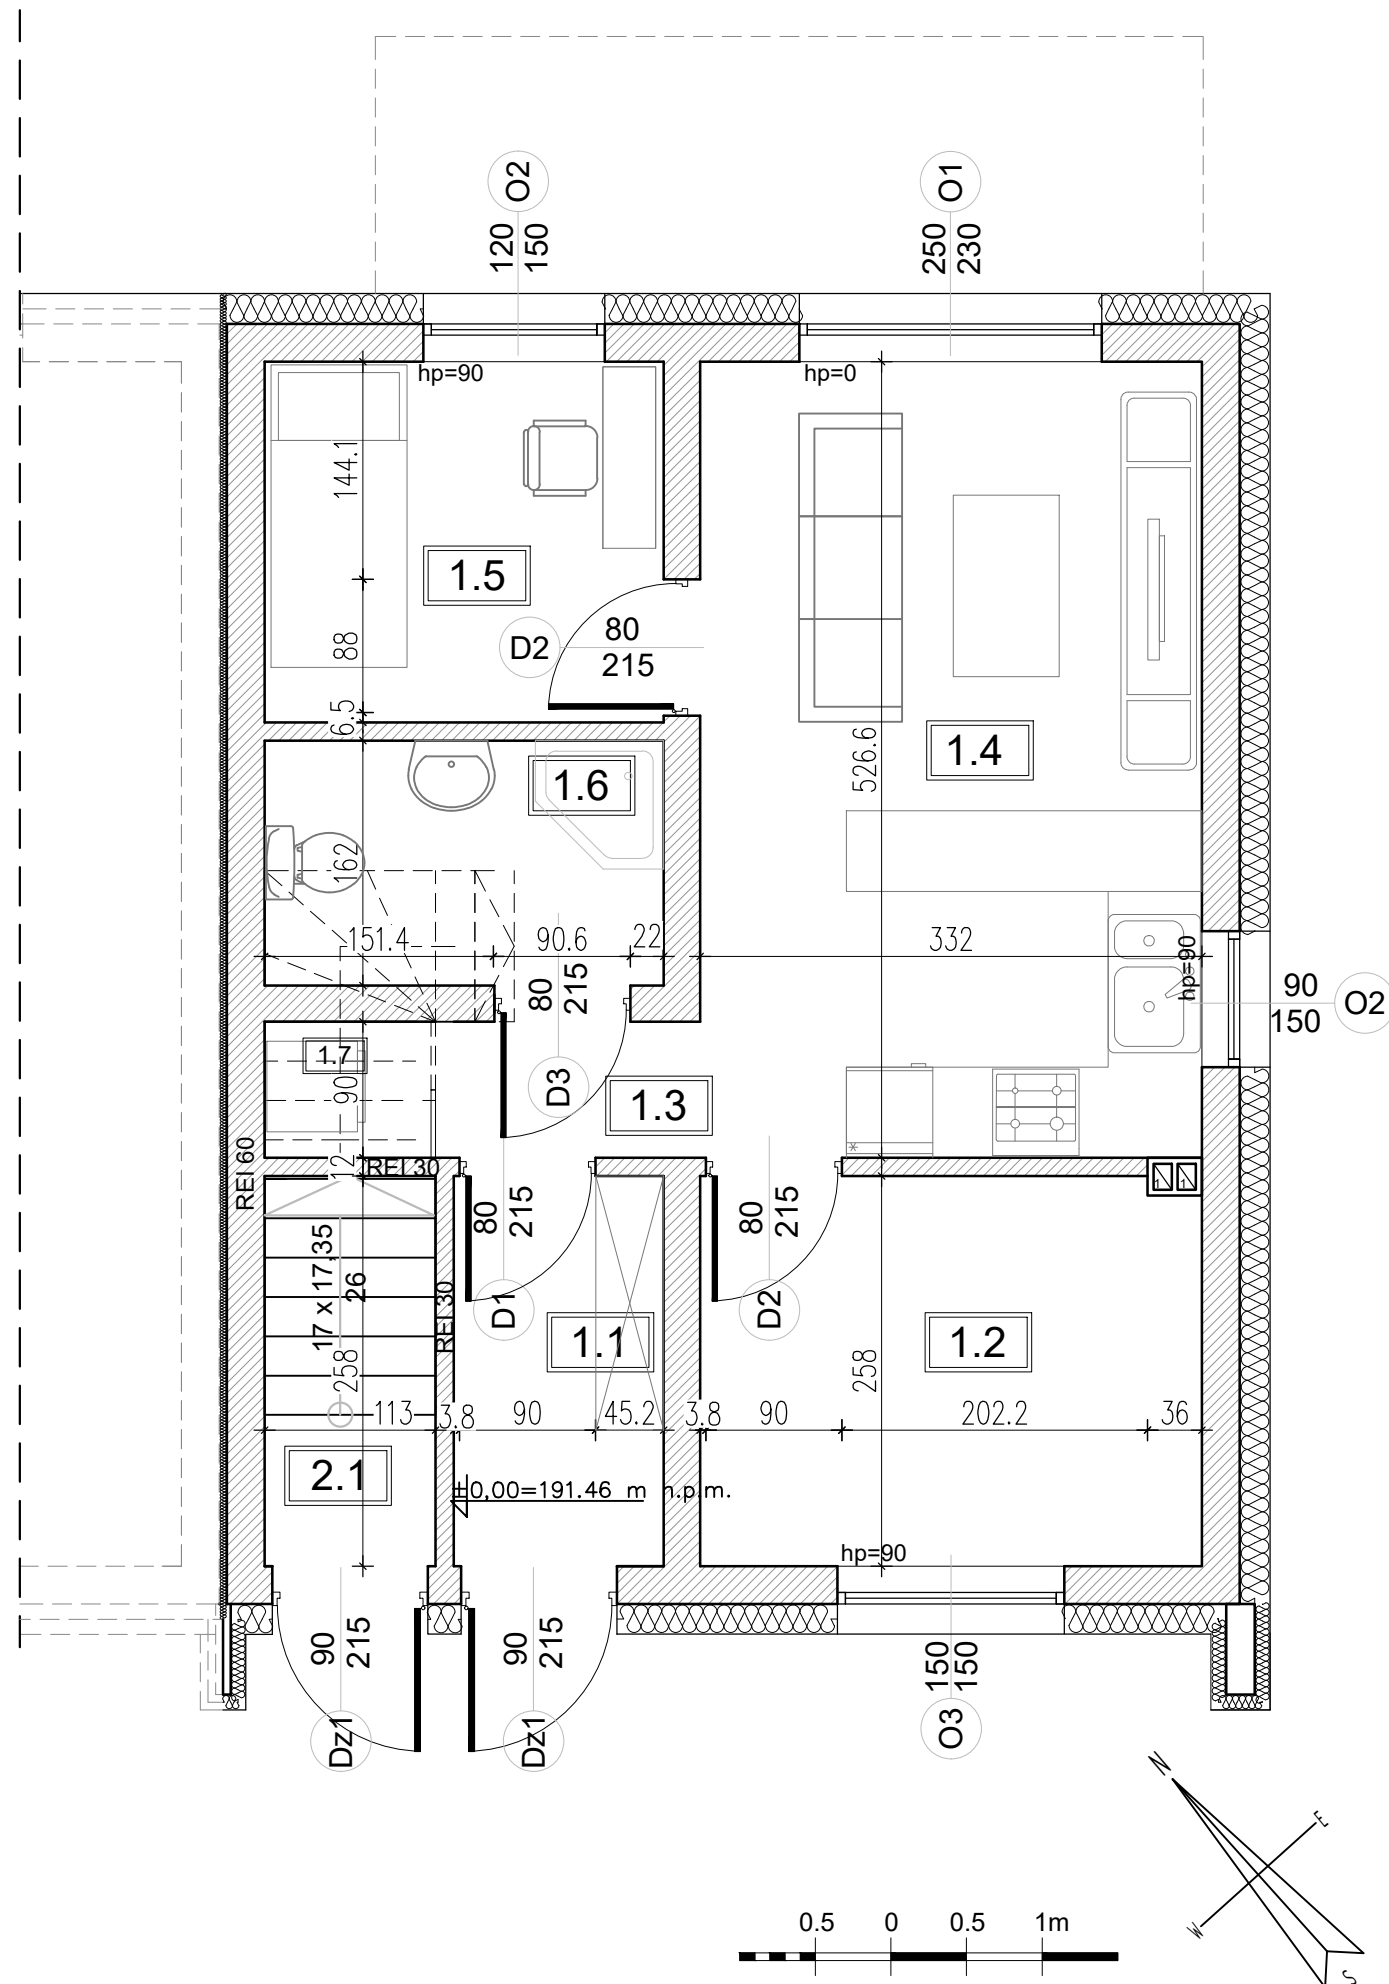 O2
120
150
O1
250
230
hp=90
hp=0
144.1
1.5
88
D2
80
215
6.5
526.6
1.4
1.6
162
151.4
90.6
22
332
hp=90
90
150
O2
80
215
1.7
90
D3
1.3
REI 60
12
REI 30
80
215
80
215
17 x 17,35
26
REI 30
D1
D2
1.1
1.2
258
258
113
3.8
90
45.2
3.8
90
202.2
36
2.1
±0,00=191.46 m n.p.m.
hp=90
90
215
90
215
150
150
Dz1
Dz1
O3
N
E
W
S
0.5
0
0.5
1m
1
1